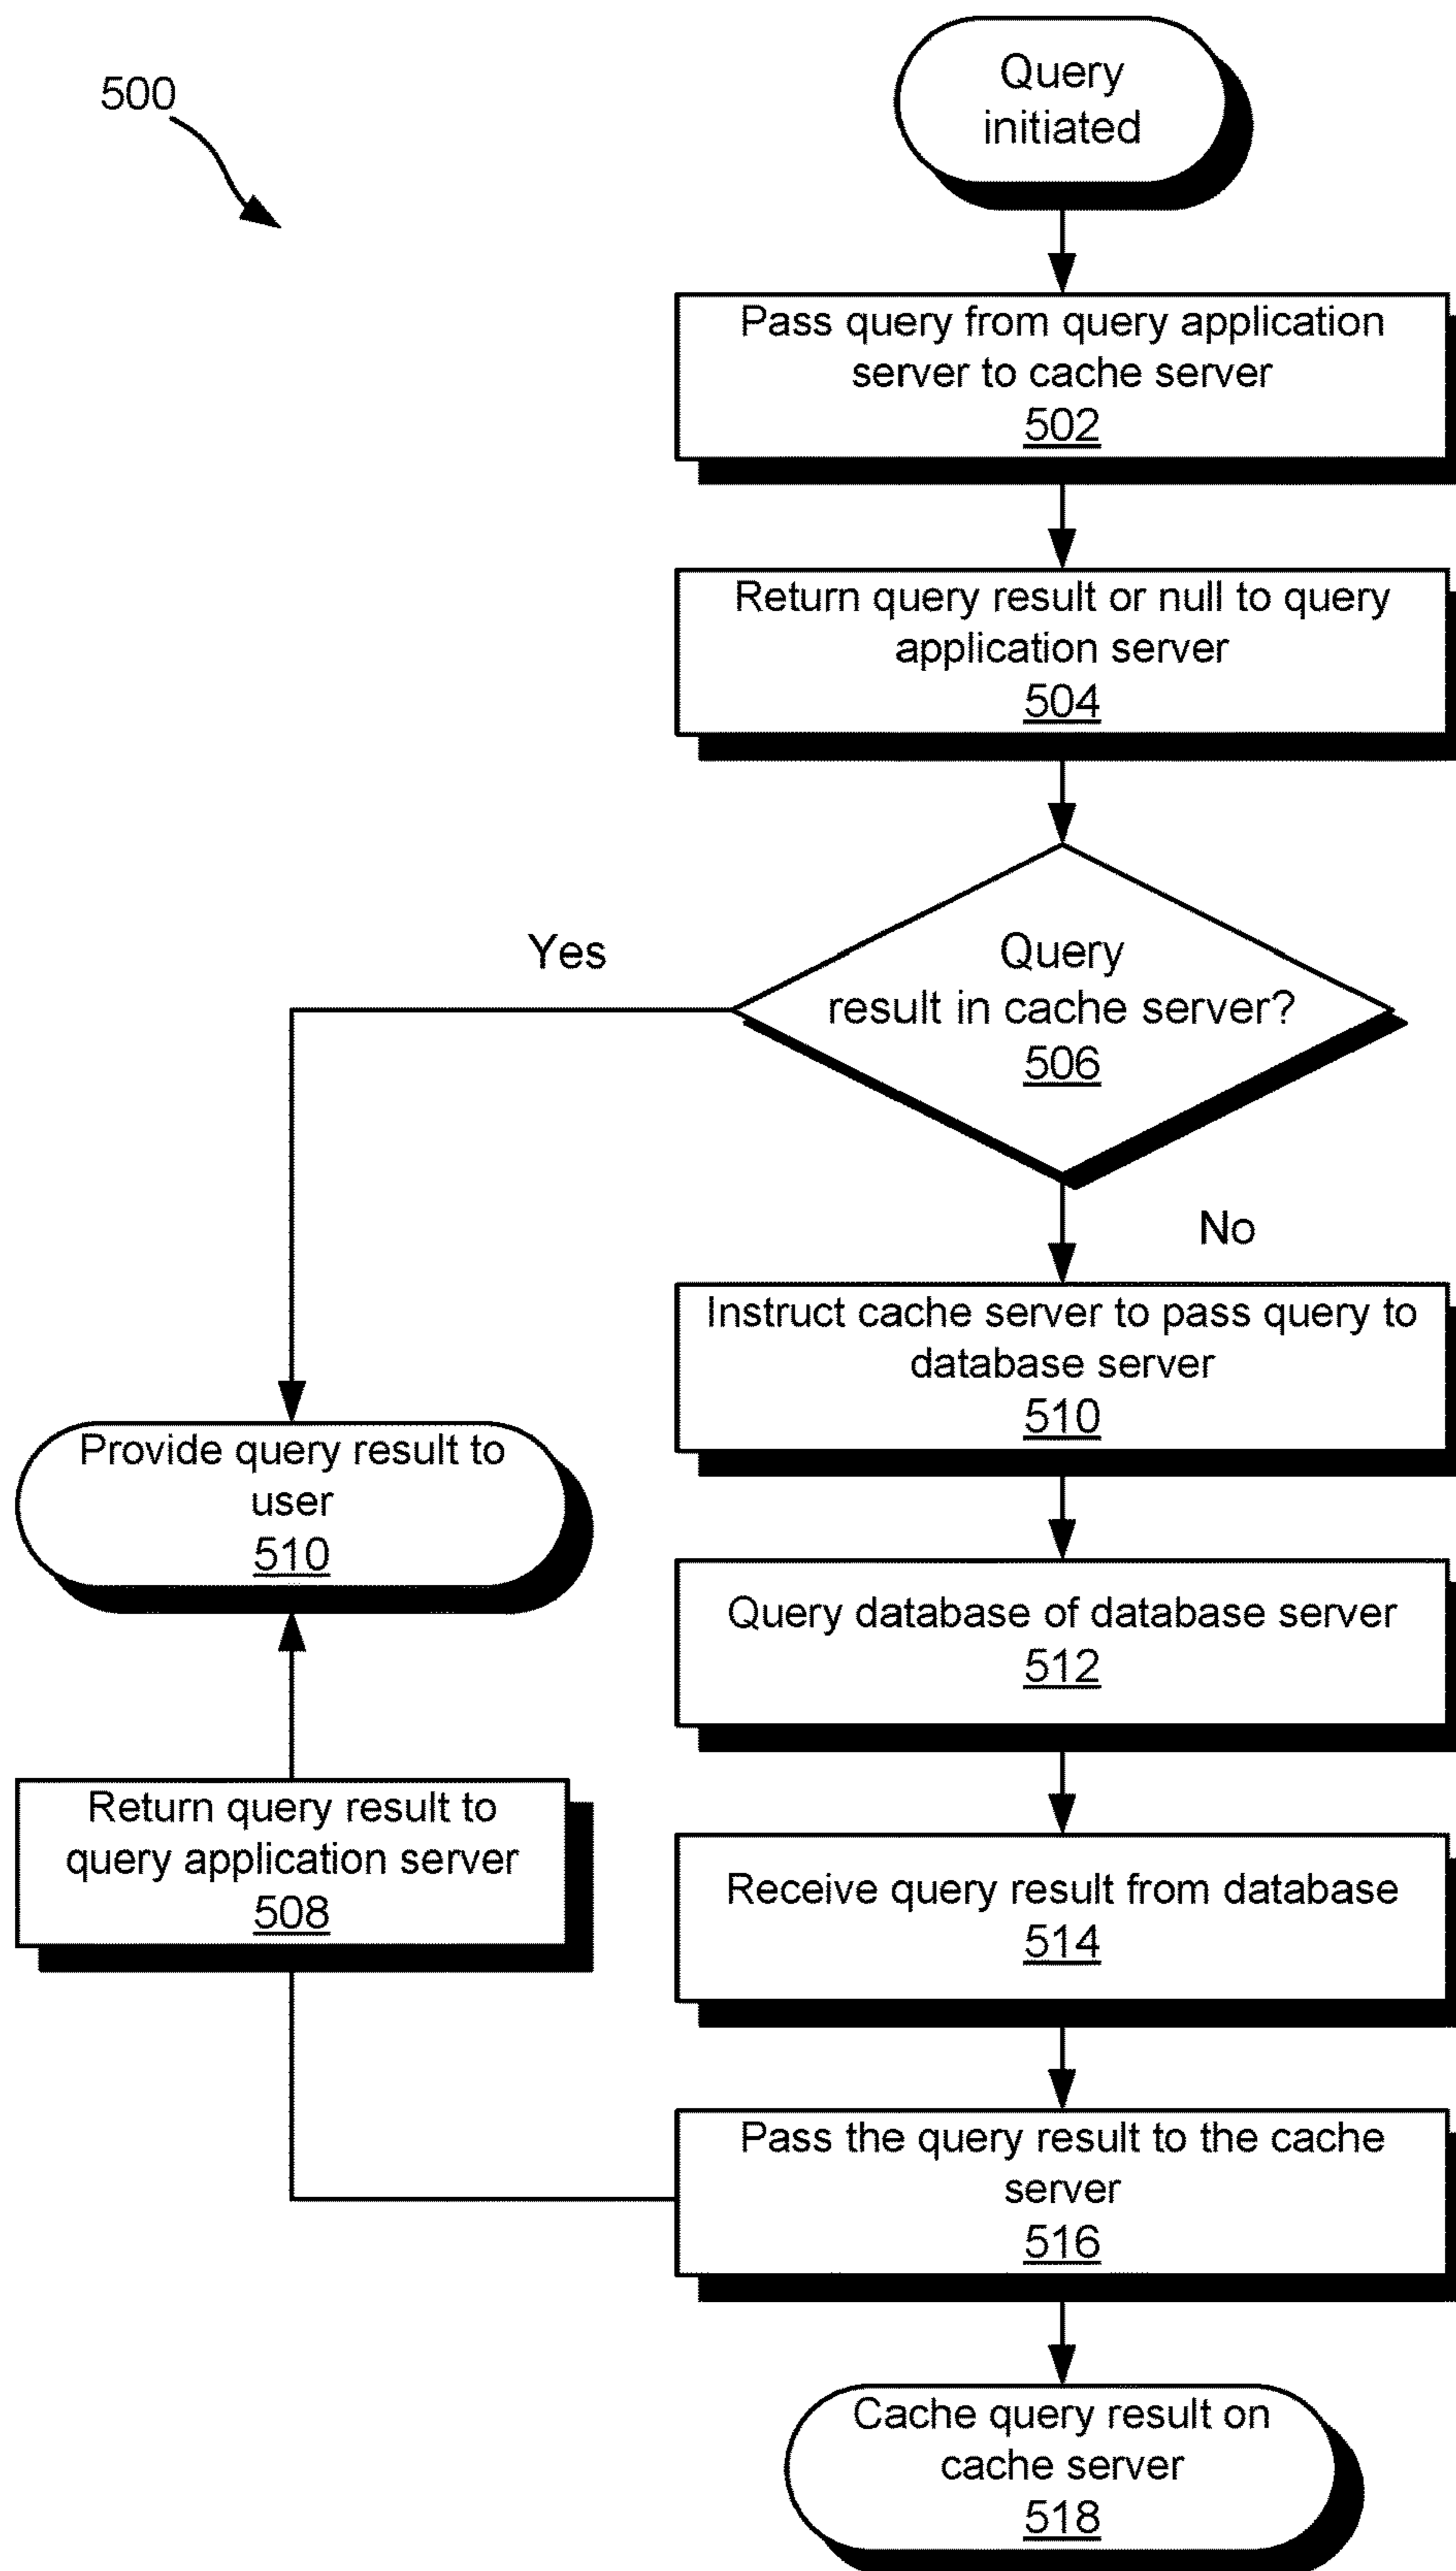 500
Query
initiated
Pass query from query application
server to cache server
502
Return query result or null to query
application server
504
Yes
Query
result in cache server?
506
No
Instruct cache server to pass query to
database server
510
Provide query result to
user
510
Query database of database server
512
Return query result to
query application server
508
Receive query result from database
514
Pass the query result to the cache
server
516
Cache query result on
cache server
518